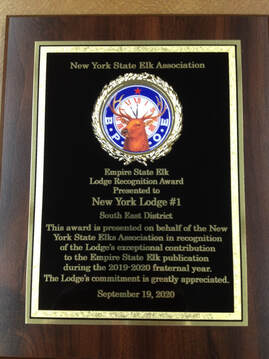 New York State Elk Association
B. P. O. E.
Empire State Elk
Lodge Recognition Award
Presented to
New York Lodge #1
South East District
This award is presented on behalf of the New
York State Elks Association in recognition
of the Lodge's exceptional contribution
to the Empire State Elk publication
during the 2019-2020 fraternal year.
The Lodge's commitment is greatly appreciated.
September 19, 2020